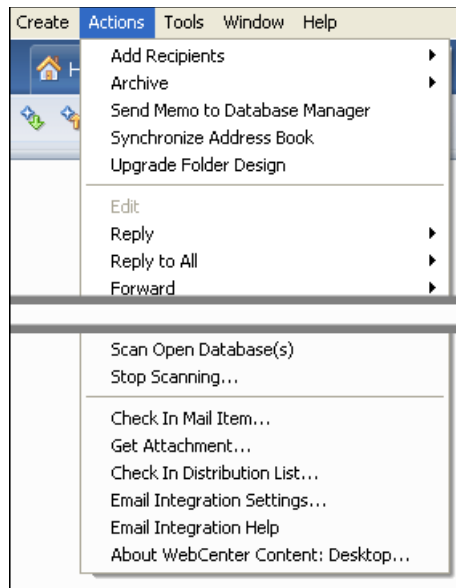 Create Actions Tools Window Help
H
Add Recipients
Archive
Send Memo to Database Manager
Synchronize Address Book
Upgrade Folder Design
Edit
Reply
Reply to All
Forward
Scan Open Database(s)
Stop Scanning...
Check In Mail Item...
Get Attachment...
Check In Distribution List...
Email Integration Settings...
Email Integration Help
About WebCenter Content: Desktop...